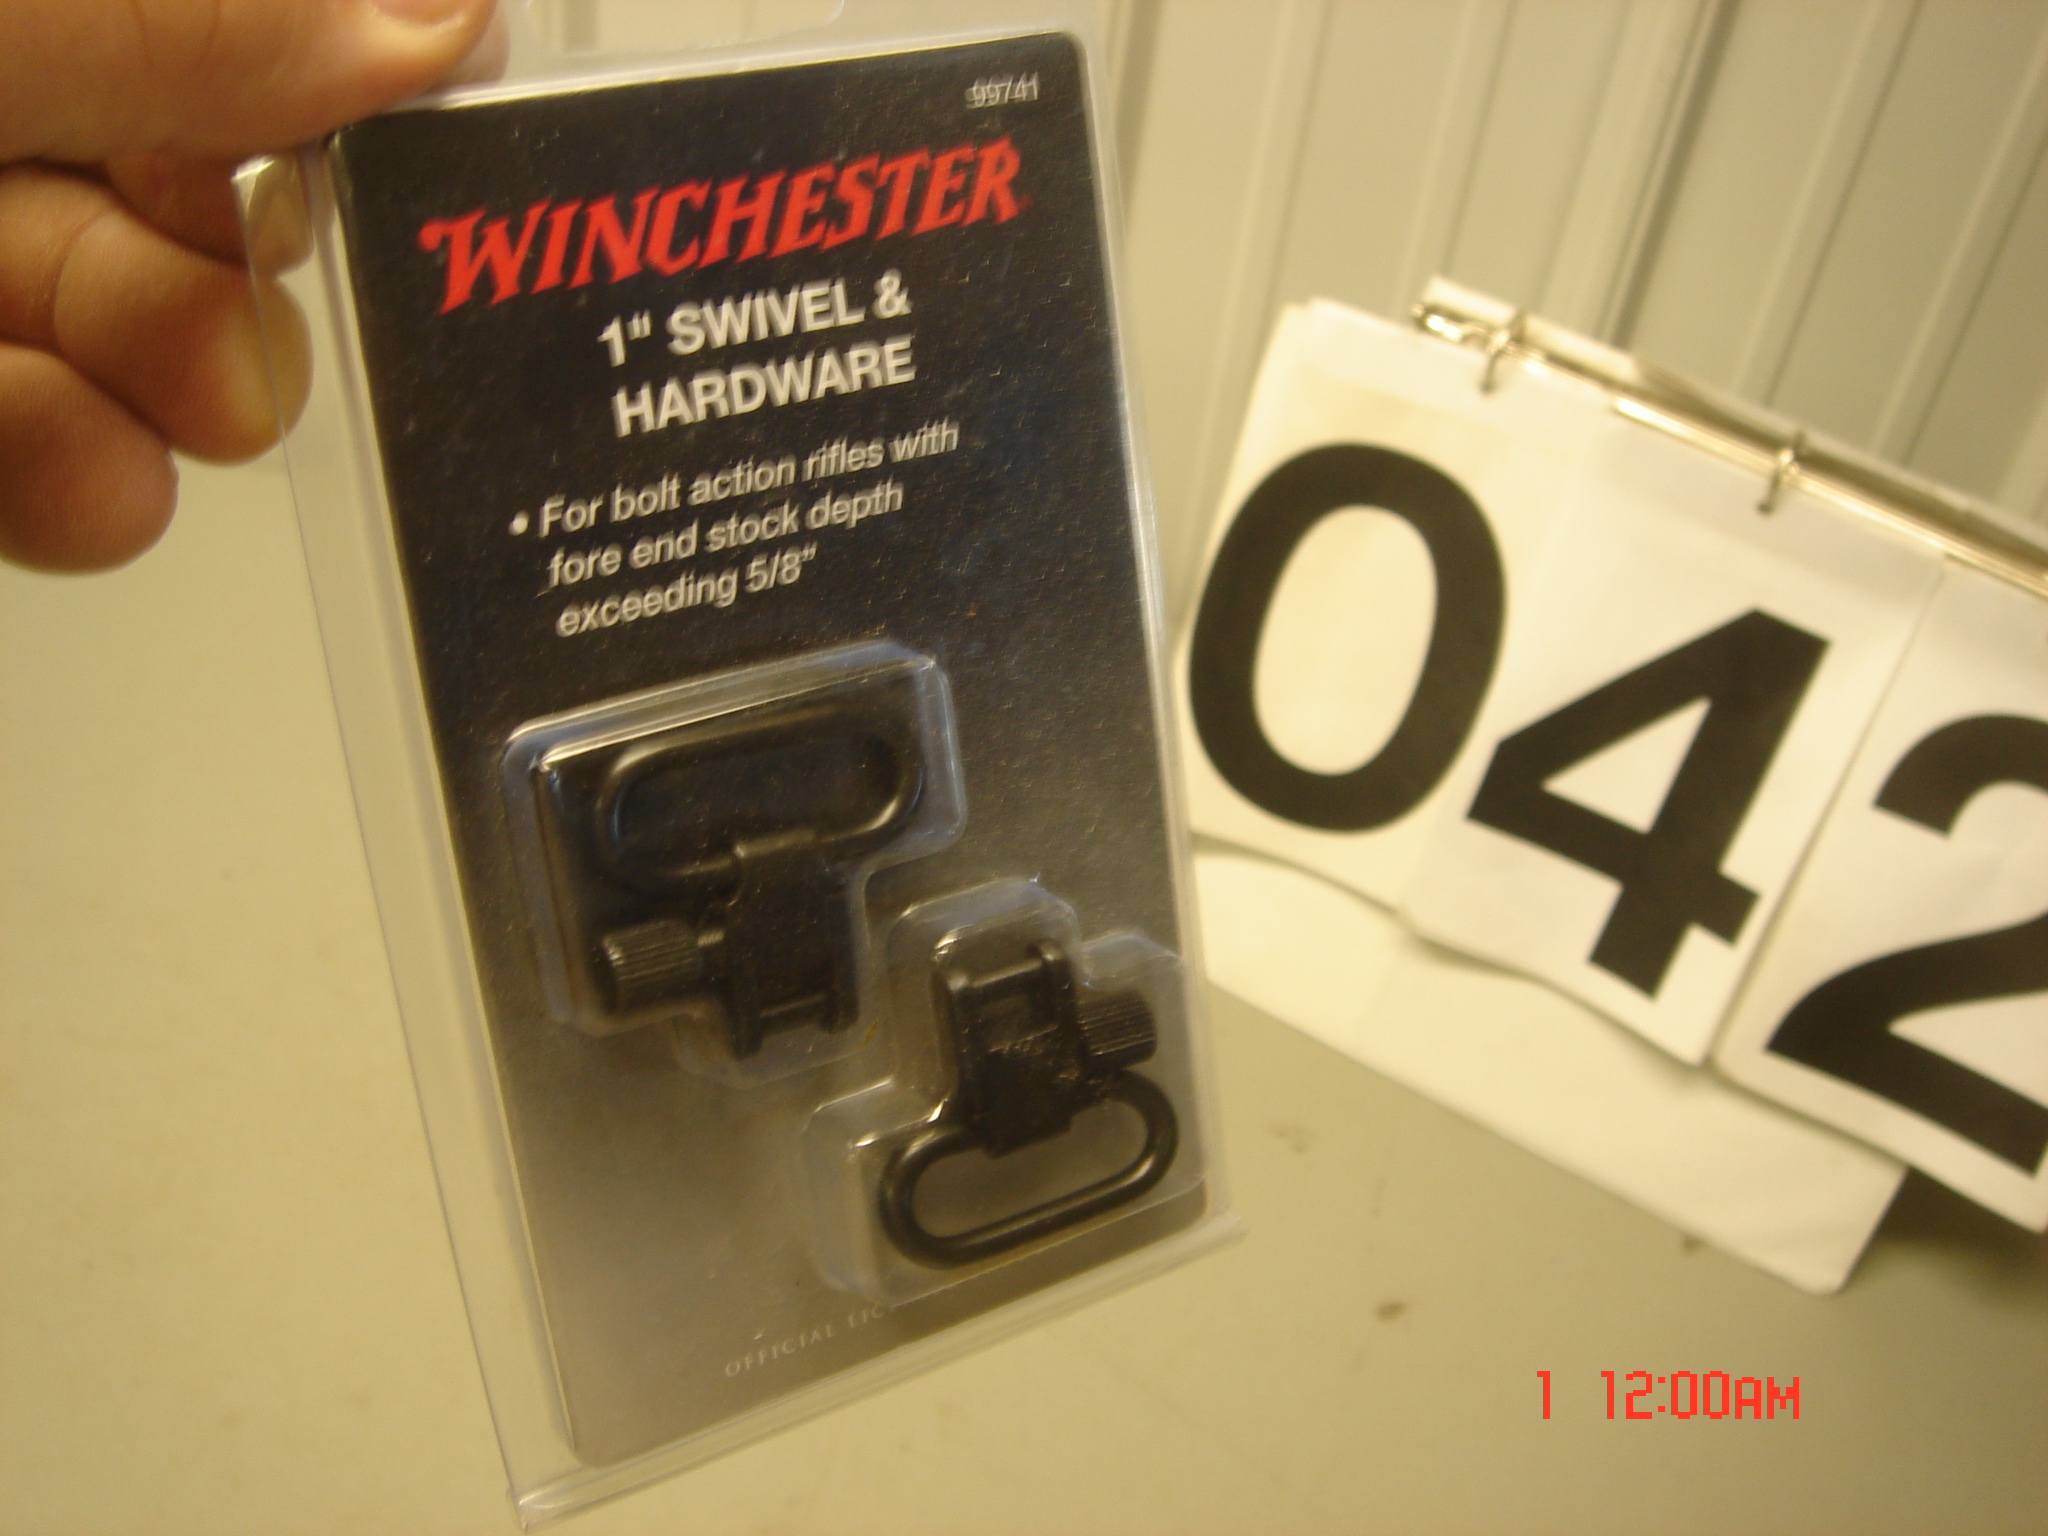 99741
WINCHESTER
1" SWIVEL &
HARDWARE
• For bolt action rifles with
fore end stock depth
exceeding 5/8"
OFFICIAL
042
1 12:00AM